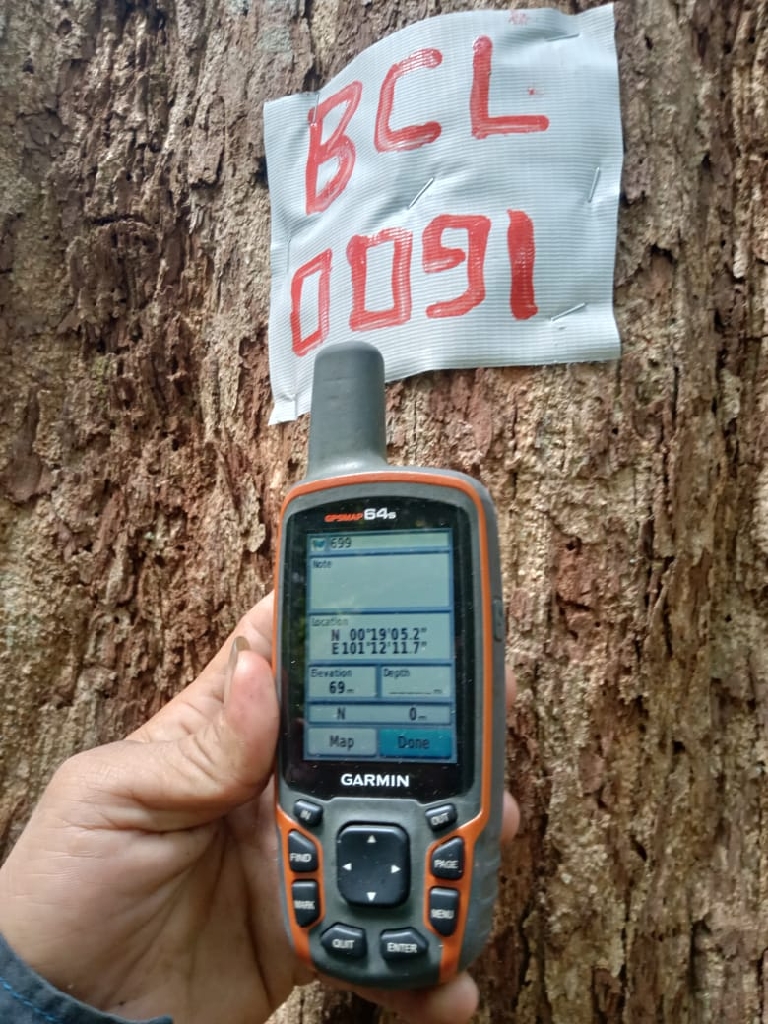 BCL
0091
GPSMAP 64s
699
Note
Location
N 00°19'05.2"
E101°12'11.7"
Elevation
69m
Depth
_____m
N 0m
Map Done
GARMIN
IN OUT
FIND PAGE
MARK MENU
QUIT ENTER